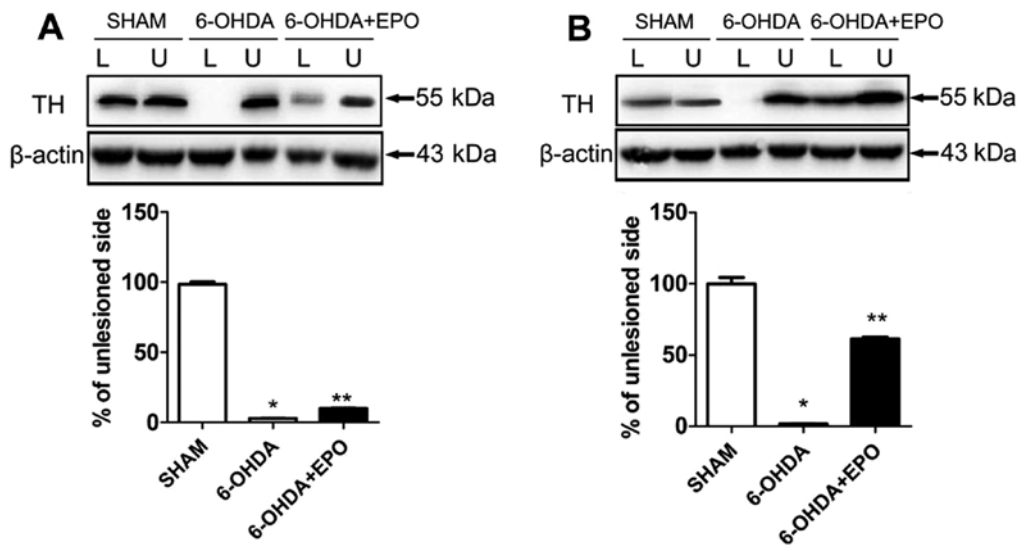 A
SHAM 6-OHDA 6-OHDA+EPO
L U L U L U
TH 55 kDa
β-actin 43 kDa
% of unlesioned side
150
100
50
0
* **
SHAM
6-OHDA
6-OHDA+EPO
B
SHAM 6-OHDA 6-OHDA+EPO
L U L U L U
TH 55 kDa
β-actin 43 kDa
% of unlesioned side
150
100
50
0
* **
SHAM
6-OHDA
6-OHDA+EPO